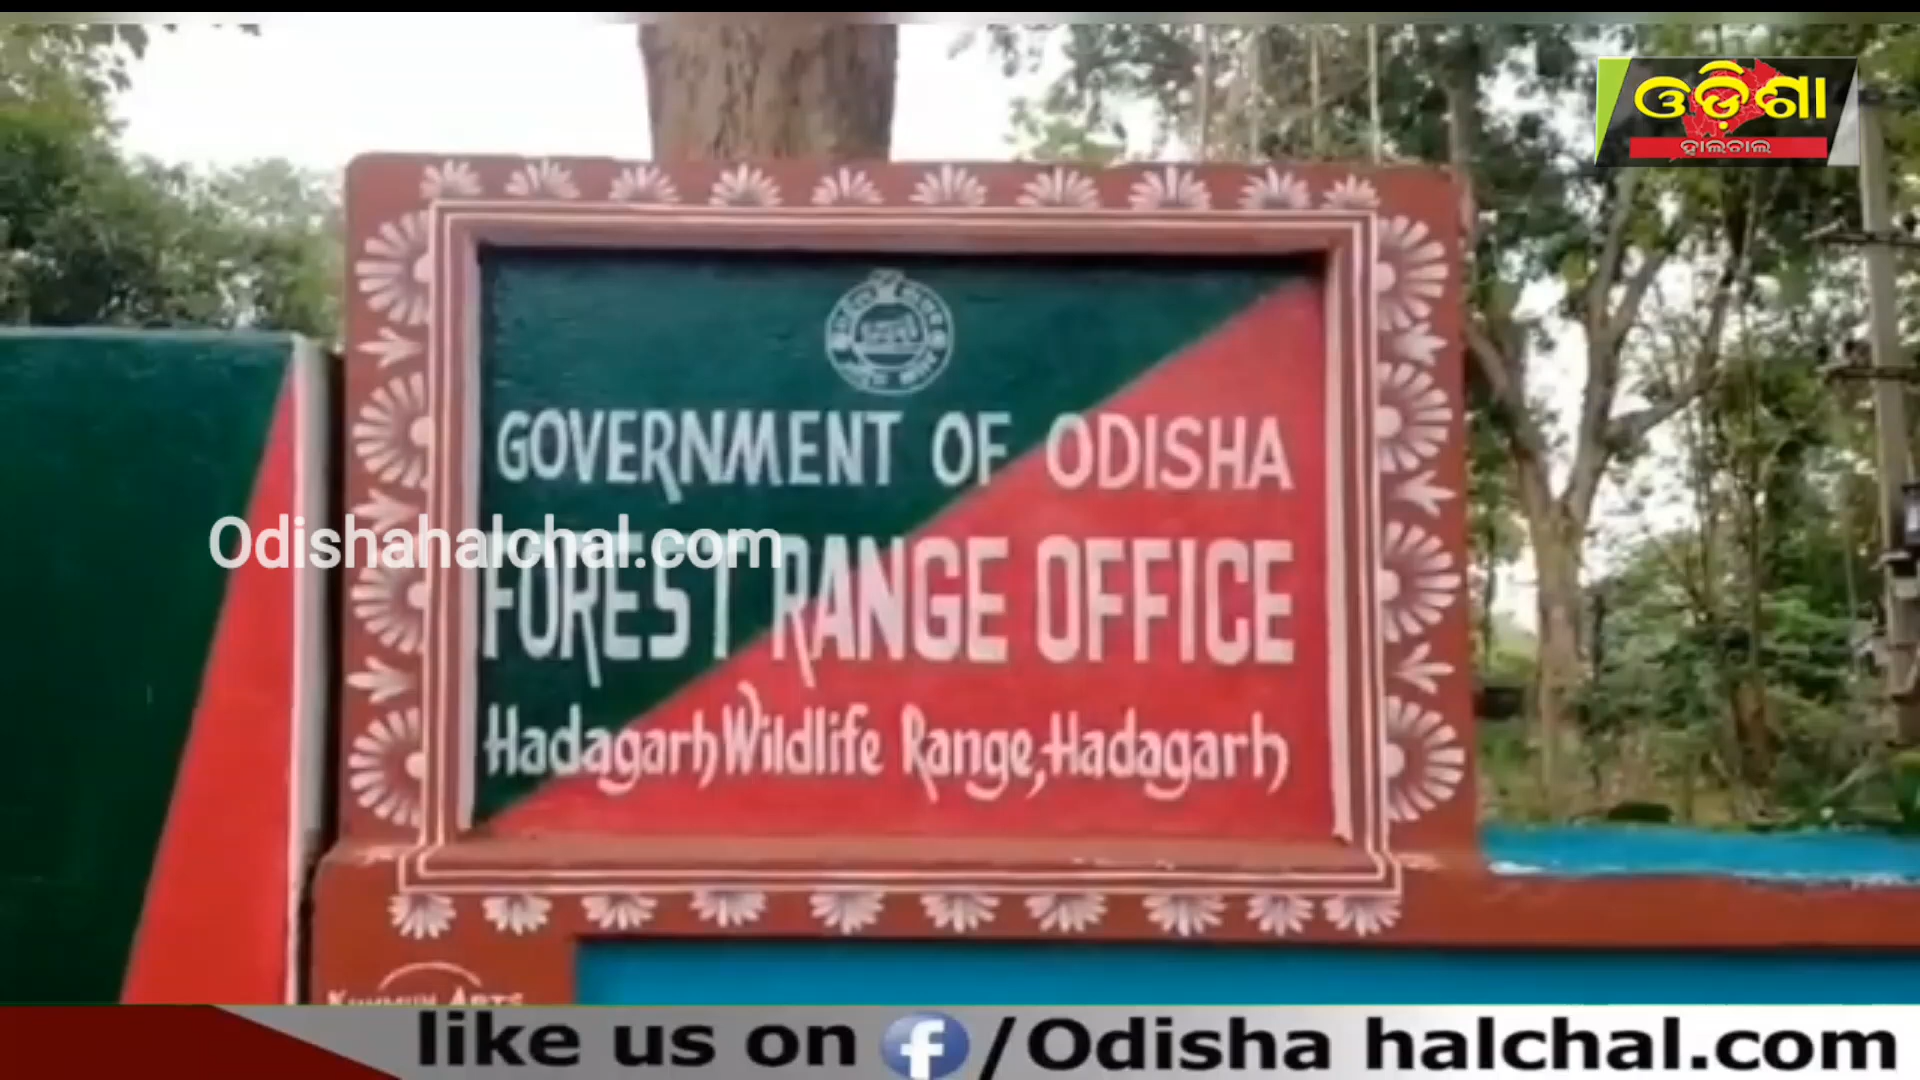 ଓଡ଼ିଶା
ହାଲଚାଲ
GOVERNMENT OF ODISHA
Odishahalchal.com
FOREST RANGE OFFICE
Hadagarh Wildlife Range, Hadagarh
ARTS
like us on f/Odisha halchal.com